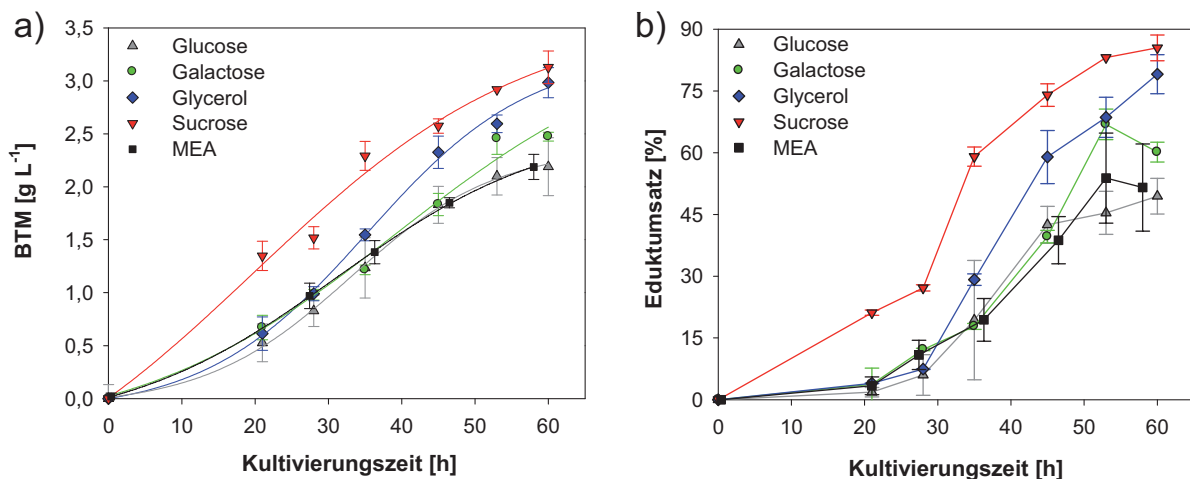 a)
3,5
3,0
2,5
2,0
1,5
1,0
0,5
0,0
BTM [g L⁻¹]
Glucose
Galactose
Glycerol
Sucrose
MEA
0 10 20 30 40 50 60
Kultivierungszeit [h]
b)
90
75
60
45
30
15
0
Eduktumsatz [%]
Glucose
Galactose
Glycerol
Sucrose
MEA
0 10 20 30 40 50 60
Kultivierungszeit [h]